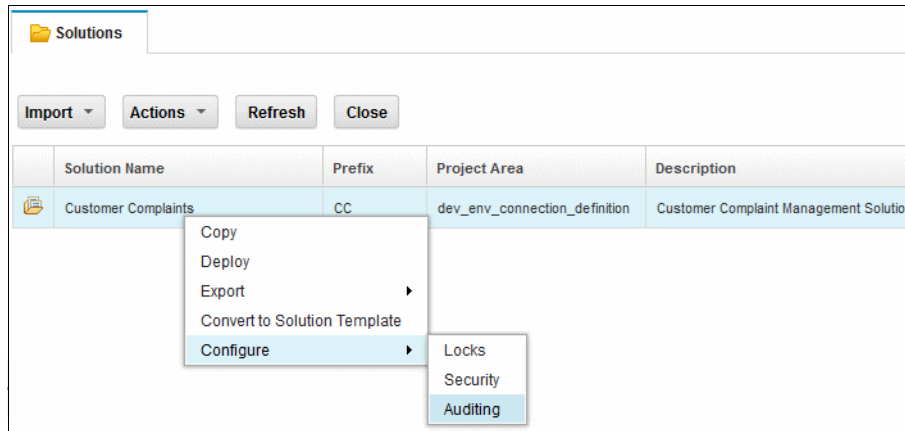 Solutions
Import Actions Refresh Close
Solution Name Prefix Project Area Description
Customer Complaints CC dev_env_connection_definition Customer Complaint Management Solutio
Copy
Deploy
Export
Convert to Solution Template
Configure Locks
Security
Auditing